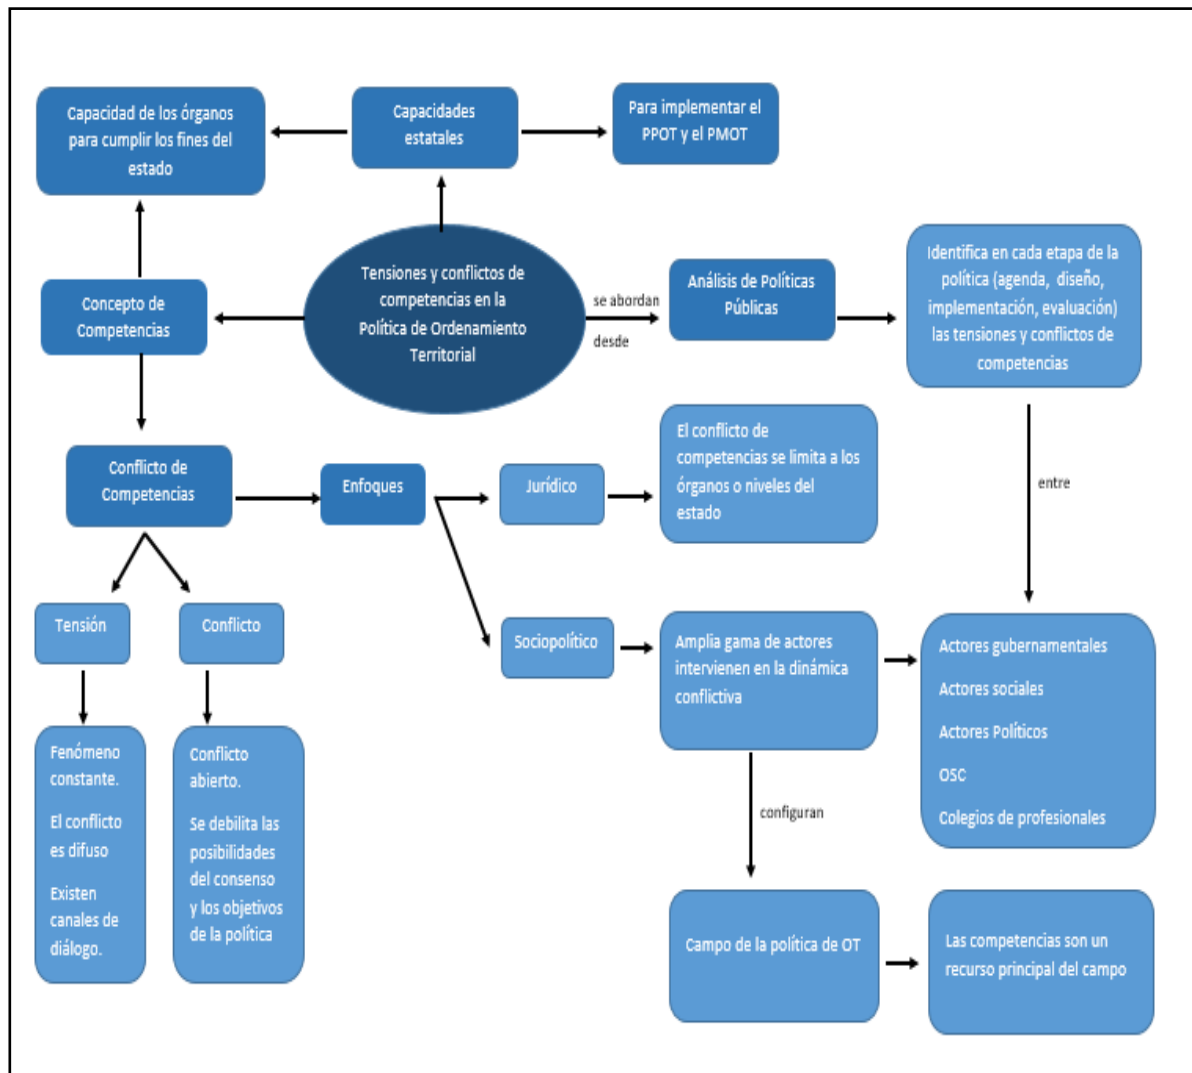 Capacidad de los órganos
para cumplir los fines del
estado
Capacidades
estatales
Para implementar el
PPOT y el PMOT
Concepto de
Competencias
Tensiones y conflictos de
competencias en la
Política de Ordenamiento
Territorial
se abordan
desde
Análisis de Políticas
Públicas
Identifica en cada etapa de la
política (agenda, diseño,
implementación, evaluación)
las tensiones y conflictos de
competencias
Conflicto de
Competencias
Enfoques
Jurídico
El conflicto de
competencias se limita a los
órganos o niveles del
estado
entre
Tensión
Conflicto
Sociopolítico
Amplia gama de actores
intervienen en la dinámica
conflictiva
Actores gubernamentales
Actores sociales
Actores Políticos
OSC
Colegios de profesionales
Fenómeno
constante.
El conflicto
es difuso
Existen
canales de
diálogo.
Conflicto
abierto.
Se debilita las
posibilidades
del consenso
y los objetivos
de la política
configuran
Campo de la política de OT
Las competencias son un
recurso principal del campo